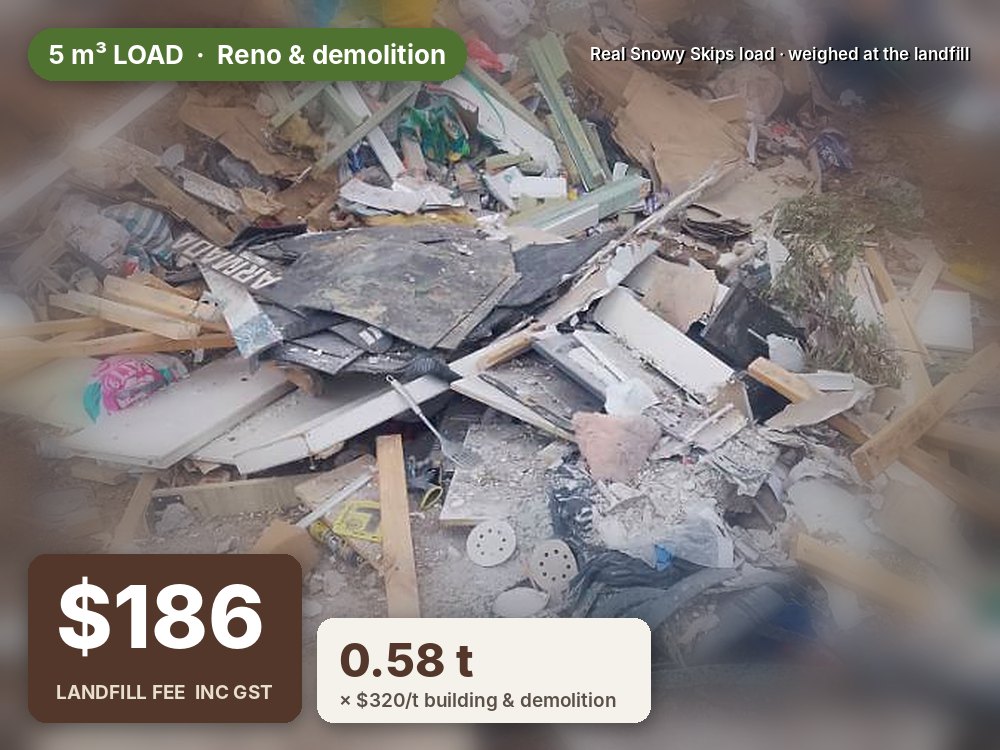 5 m³ LOAD · Reno & demolition
Real Snowy Skips load · weighed at the landfill
ARMADA
$186
LANDFILL FEE INC GST
0.58 t
× $320/t building & demolition